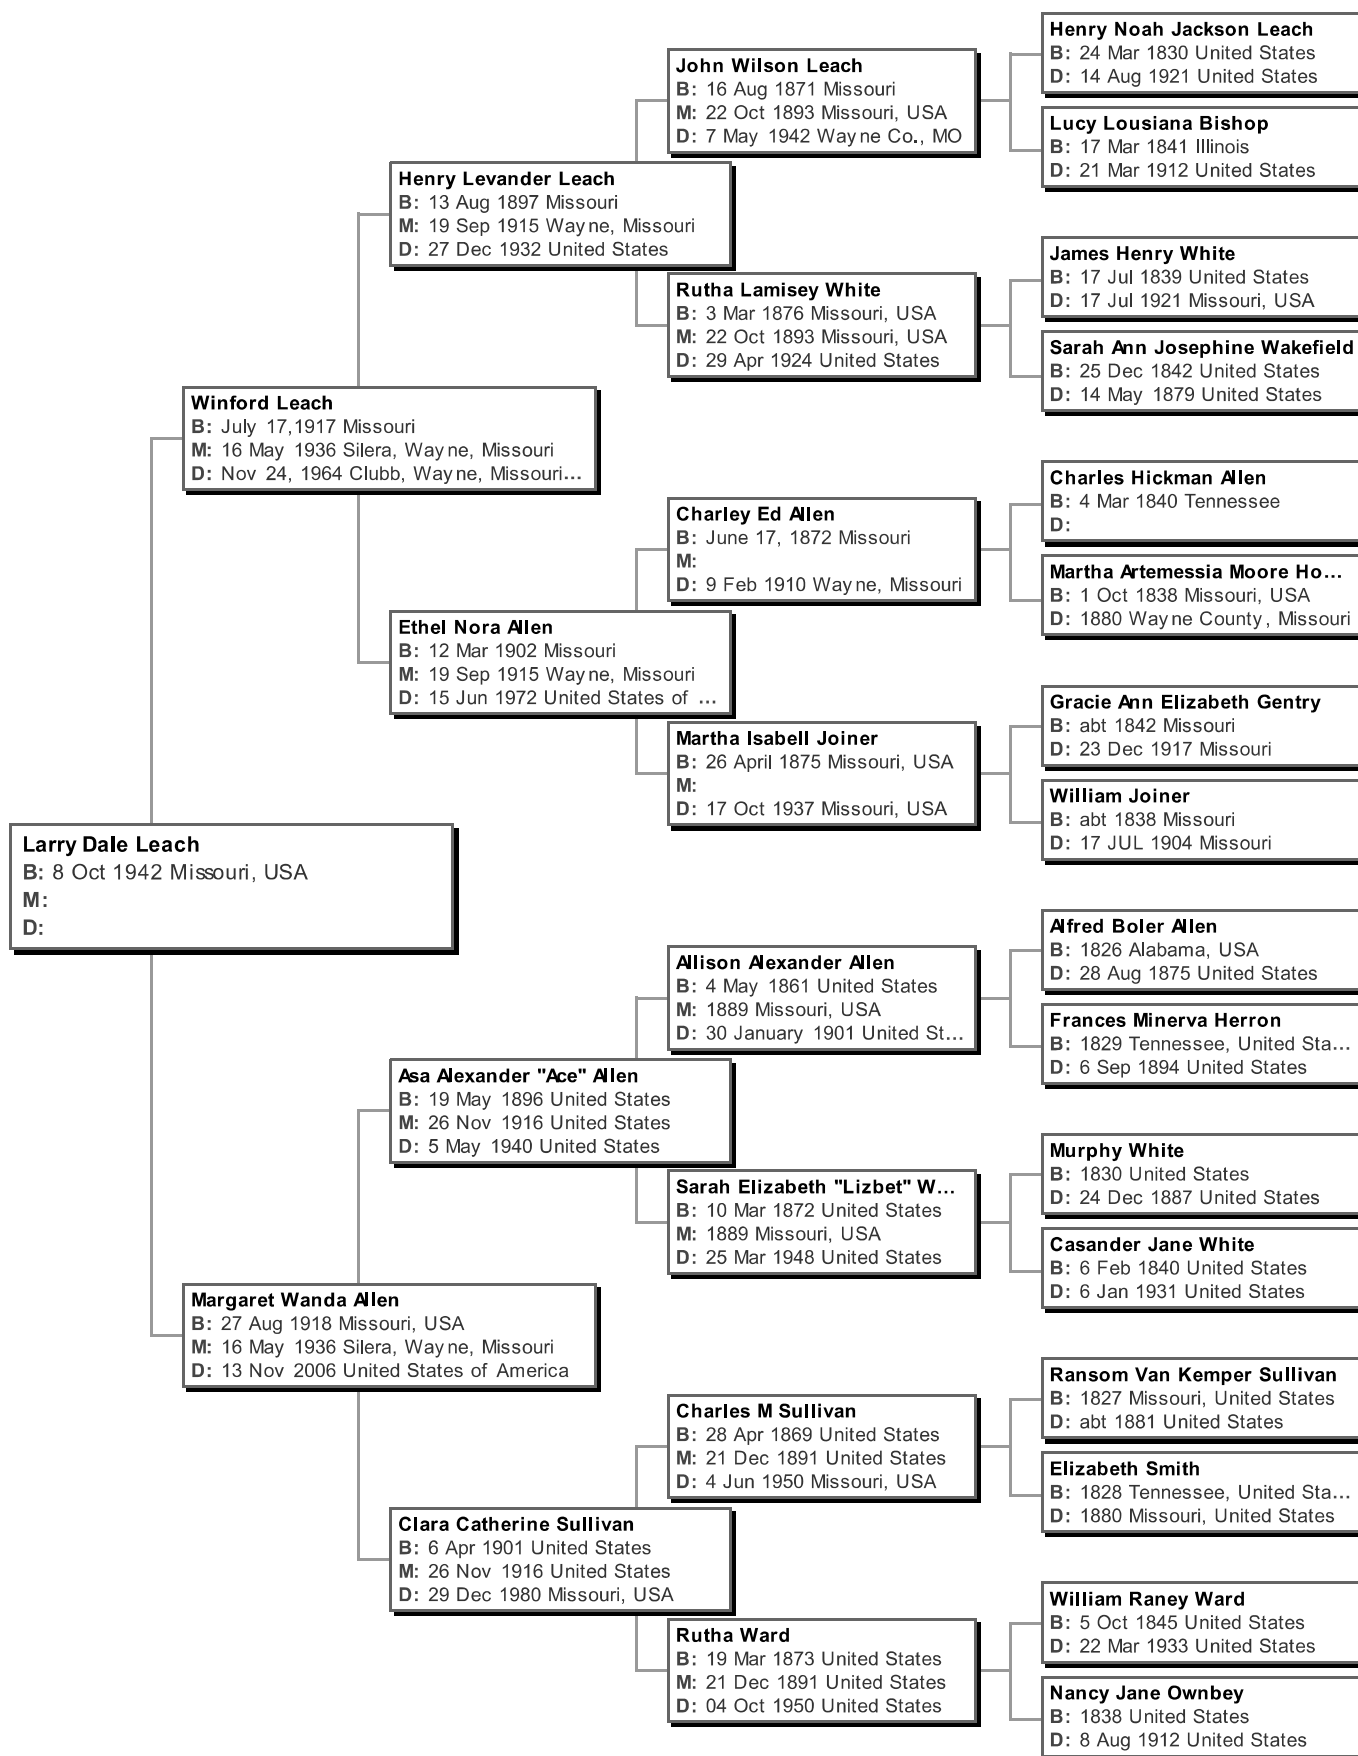 Henry Noah Jackson Leach
B: 24 Mar 1830 United States
D: 14 Aug 1921 United States
John Wilson Leach
B: 16 Aug 1871 Missouri
M: 22 Oct 1893 Missouri, USA
D: 7 May 1942 Wayne Co., MO
Lucy Lousiana Bishop
B: 17 Mar 1841 Illinois
D: 21 Mar 1912 United States
Henry Levander Leach
B: 13 Aug 1897 Missouri
M: 19 Sep 1915 Wayne, Missouri
D: 27 Dec 1932 United States
James Henry White
B: 17 Jul 1839 United States
D: 17 Jul 1921 Missouri, USA
Rutha Lamisey White
B: 3 Mar 1876 Missouri, USA
M: 22 Oct 1893 Missouri, USA
D: 29 Apr 1924 United States
Sarah Ann Josephine Wakefield
B: 25 Dec 1842 United States
D: 14 May 1879 United States
Winford Leach
B: July 17,1917 Missouri
M: 16 May 1936 Silera, Wayne, Missouri
D: Nov 24, 1964 Clubb, Wayne, Missouri...
Charles Hickman Allen
B: 4 Mar 1840 Tennessee
D:
Charley Ed Allen
B: June 17, 1872 Missouri
M:
D: 9 Feb 1910 Wayne, Missouri
Martha Artemessia Moore Ho...
B: 1 Oct 1838 Missouri, USA
D: 1880 Wayne County, Missouri
Ethel Nora Allen
B: 12 Mar 1902 Missouri
M: 19 Sep 1915 Wayne, Missouri
D: 15 Jun 1972 United States of ...
Gracie Ann Elizabeth Gentry
B: abt 1842 Missouri
D: 23 Dec 1917 Missouri
Martha Isabell Joiner
B: 26 April 1875 Missouri, USA
M:
D: 17 Oct 1937 Missouri, USA
William Joiner
B: abt 1838 Missouri
D: 17 JUL 1904 Missouri
Larry Dale Leach
B: 8 Oct 1942 Missouri, USA
M:
D:
Alfred Boler Allen
B: 1826 Alabama, USA
D: 28 Aug 1875 United States
Allison Alexander Allen
B: 4 May 1861 United States
M: 1889 Missouri, USA
D: 30 January 1901 United St...
Frances Minerva Herron
B: 1829 Tennessee, United Sta...
D: 6 Sep 1894 United States
Asa Alexander "Ace" Allen
B: 19 May 1896 United States
M: 26 Nov 1916 United States
D: 5 May 1940 United States
Murphy White
B: 1830 United States
D: 24 Dec 1887 United States
Sarah Elizabeth "Lizbet" W...
B: 10 Mar 1872 United States
M: 1889 Missouri, USA
D: 25 Mar 1948 United States
Casander Jane White
B: 6 Feb 1840 United States
D: 6 Jan 1931 United States
Margaret Wanda Allen
B: 27 Aug 1918 Missouri, USA
M: 16 May 1936 Silera, Wayne, Missouri
D: 13 Nov 2006 United States of America
Ransom Van Kemper Sullivan
B: 1827 Missouri, United States
D: abt 1881 United States
Charles M Sullivan
B: 28 Apr 1869 United States
M: 21 Dec 1891 United States
D: 4 Jun 1950 Missouri, USA
Elizabeth Smith
B: 1828 Tennessee, United Sta...
D: 1880 Missouri, United States
Clara Catherine Sullivan
B: 6 Apr 1901 United States
M: 26 Nov 1916 United States
D: 29 Dec 1980 Missouri, USA
William Raney Ward
B: 5 Oct 1845 United States
D: 22 Mar 1933 United States
Rutha Ward
B: 19 Mar 1873 United States
M: 21 Dec 1891 United States
D: 04 Oct 1950 United States
Nancy Jane Ownbey
B: 1838 United States
D: 8 Aug 1912 United States